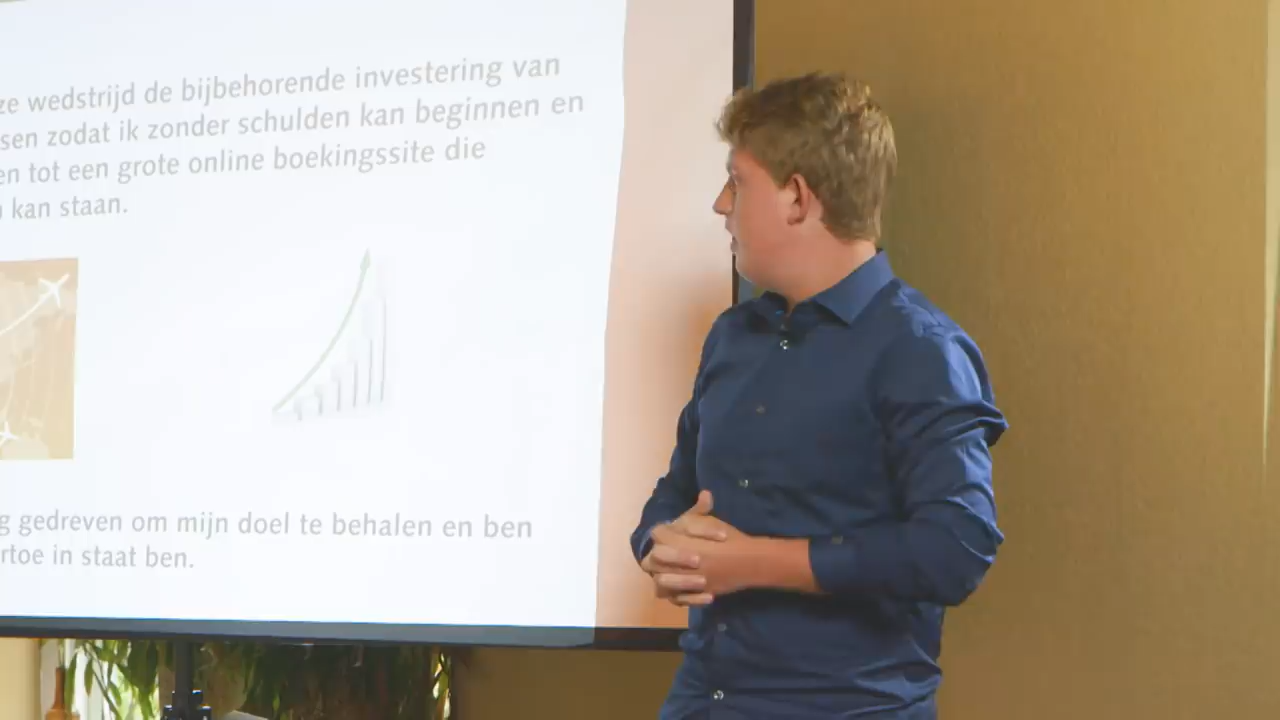 ze wedstrijd de bijbehorende investering van
sen zodat ik zonder schulden kan beginnen en
en tot een grote online boekingssite die
kan staan.
g gedreven om mijn doel te behalen en ben
rtoe in staat ben.